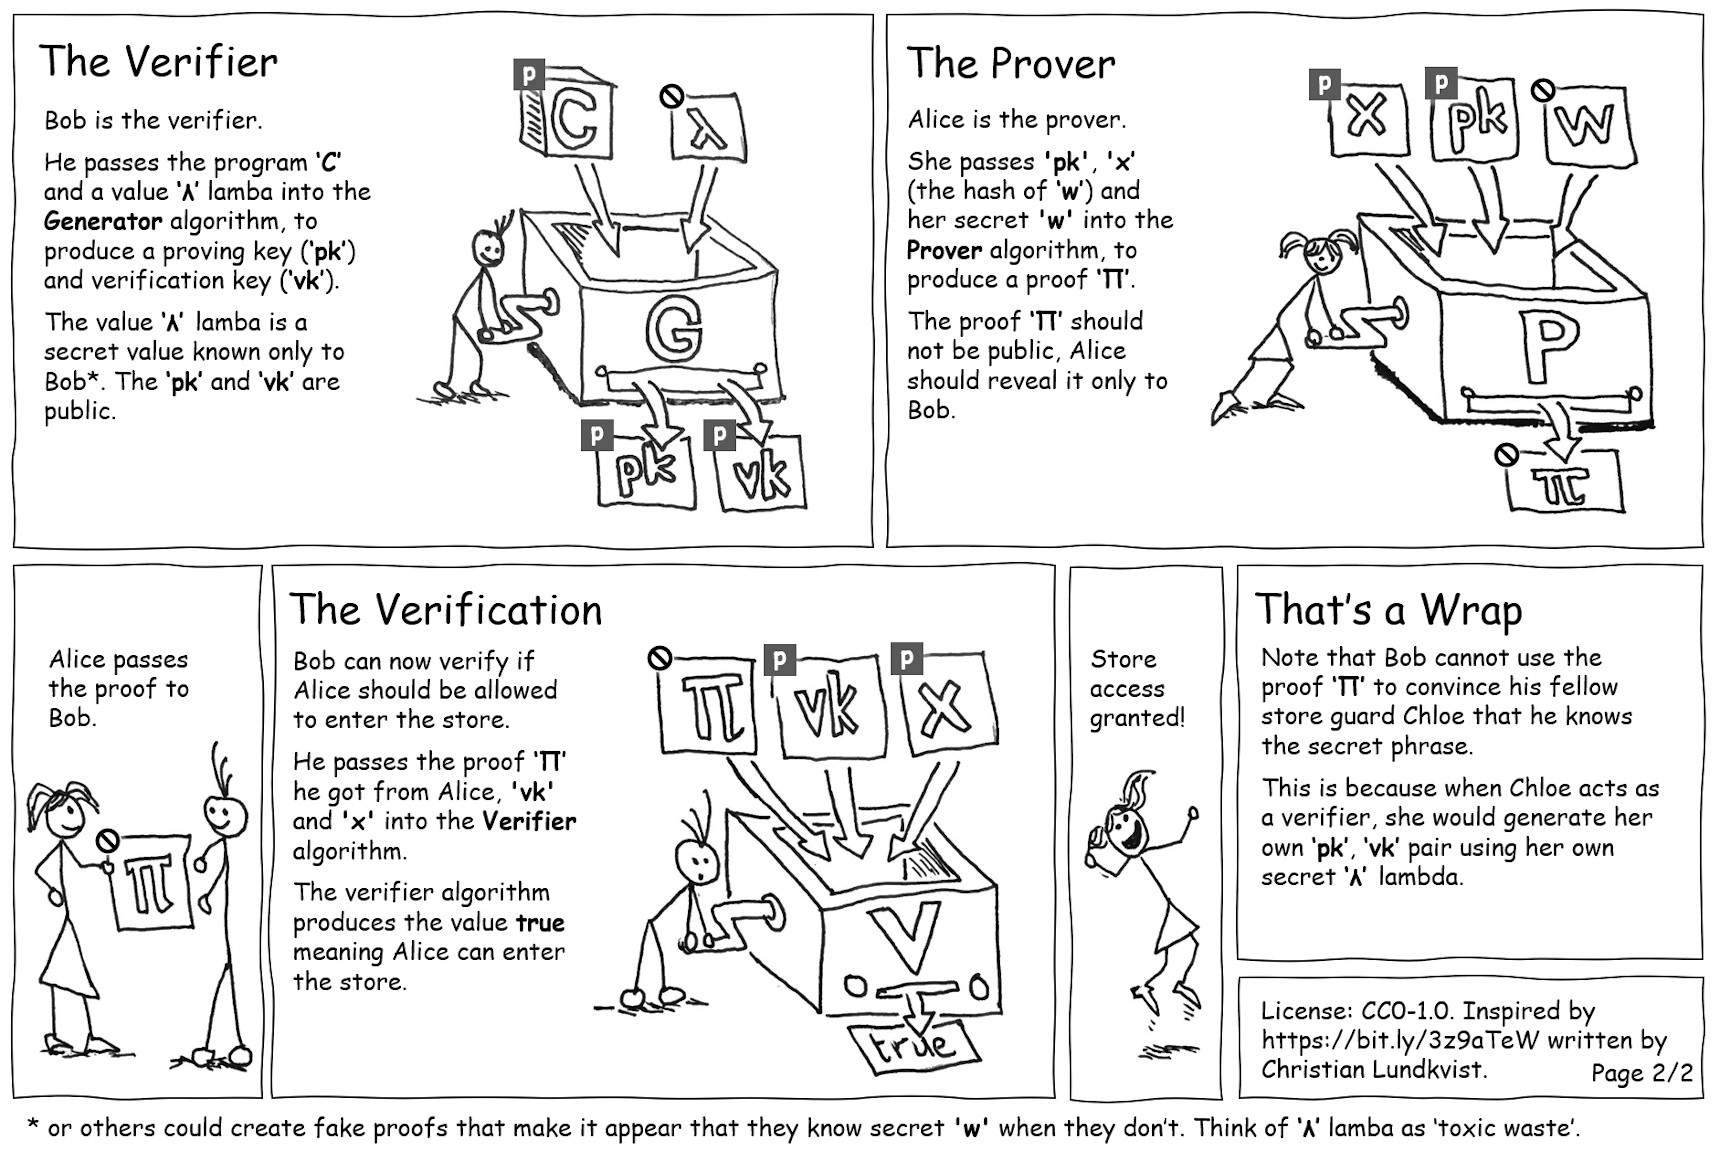 The Verifier
Bob is the verifier.
He passes the program ‘C’
and a value ‘⅄’ lamba into the
Generator algorithm, to
produce a proving key (‘pk’)
and verification key (‘vk’).
The value ‘⅄’ lamba is a
secret value known only to
Bob*. The ‘pk’ and ‘vk’ are
public.
p
C
⅄
G
p
pk
p
vk
The Prover
Alice is the prover.
She passes 'pk', 'x'
(the hash of ‘w’) and
her secret 'w' into the
Prover algorithm, to
produce a proof ‘π’.
The proof ‘π’ should
not be public, Alice
should reveal it only to
Bob.
p
x
p
pk
w
P
π
Alice passes
the proof to
Bob.
π
The Verification
Bob can now verify if
Alice should be allowed
to enter the store.
He passes the proof ‘π’
he got from Alice, 'vk'
and 'x' into the Verifier
algorithm.
The verifier algorithm
produces the value true
meaning Alice can enter
the store.
π
p
vk
p
x
V
true
Store
access
granted!
That’s a Wrap
Note that Bob cannot use the
proof ‘π’ to convince his fellow
store guard Chloe that he knows
the secret phrase.
This is because when Chloe acts as
a verifier, she would generate her
own ‘pk’, ‘vk’ pair using her own
secret ‘⅄’ lambda.
License: CC0-1.0. Inspired by
https://bit.ly/3z9aTeW written by
Christian Lundkvist.
Page 2/2
* or others could create fake proofs that make it appear that they know secret 'w' when they don’t. Think of ‘⅄’ lamba as ‘toxic waste’.